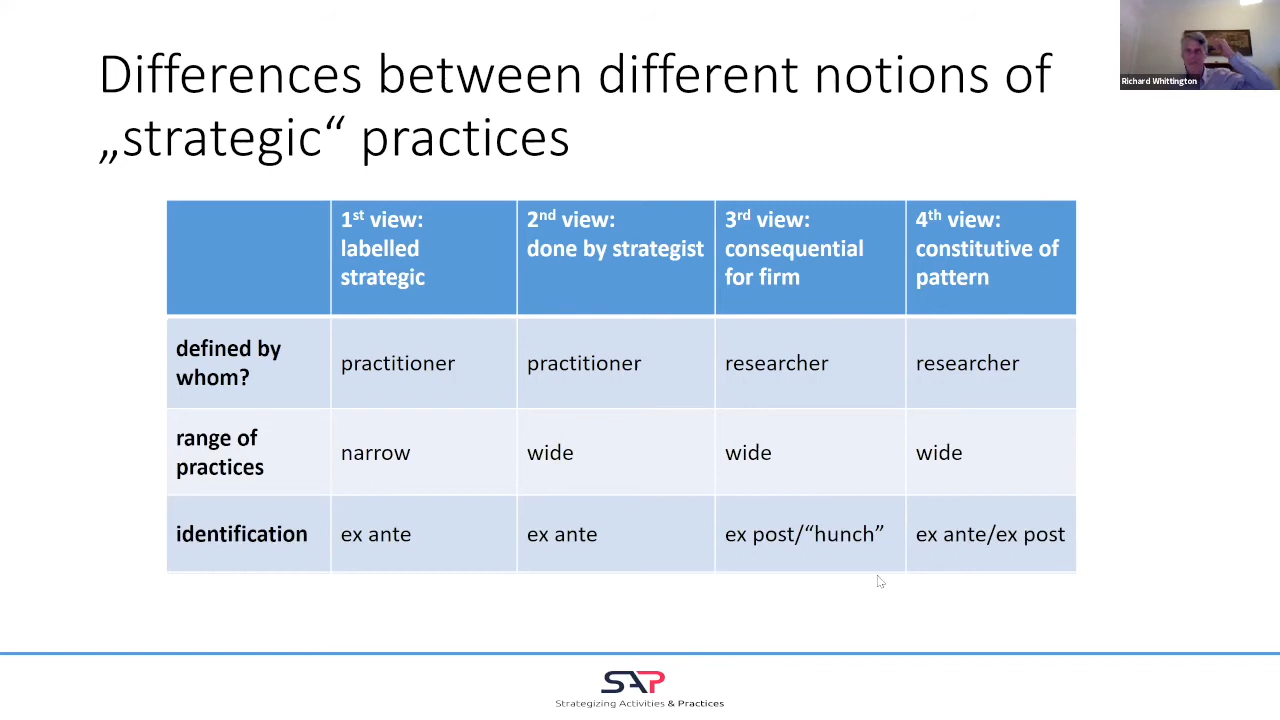 Differences between different notions of
„strategic“ practices
Richard Whittington
1st view:
labelled
strategic
2nd view:
done by strategist
3rd view:
consequential
for firm
4th view:
constitutive of
pattern
defined by
whom?
practitioner
practitioner
researcher
researcher
range of
practices
narrow
wide
wide
wide
identification
ex ante
ex ante
ex post/“hunch”
ex ante/ex post
SAP
Strategizing Activities & Practices